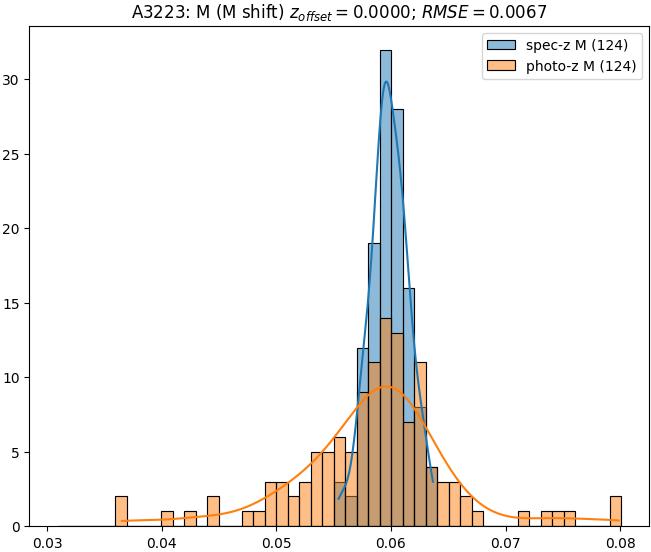 A3223: M (M shift) z_offset = 0.0000; RMSE = 0.0067
spec-z M (124)
photo-z M (124)
30
25
20
15
10
5
0
0.03 0.04 0.05 0.06 0.07 0.08